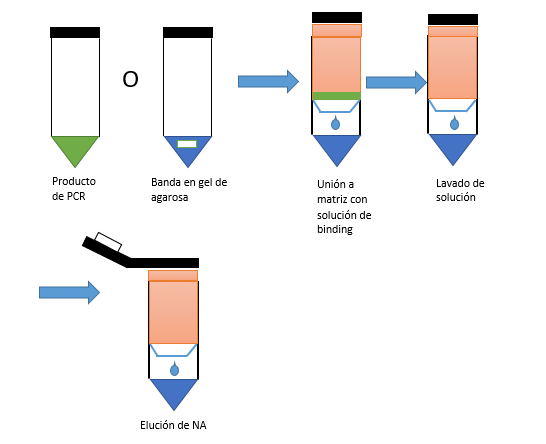 O
Producto
de PCR
Banda en gel de
agarosa
Unión a
matriz con
solución de
binding
Lavado de
solución
Elución de NA